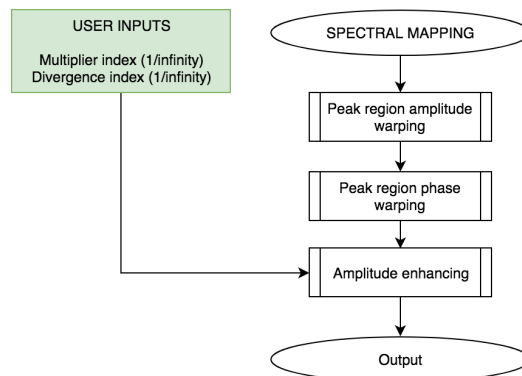 USER INPUTS
Multiplier index (1/infinity)
Divergence index (1/infinity)
SPECTRAL MAPPING
Peak region amplitude
warping
Peak region phase
warping
Amplitude enhancing
Output